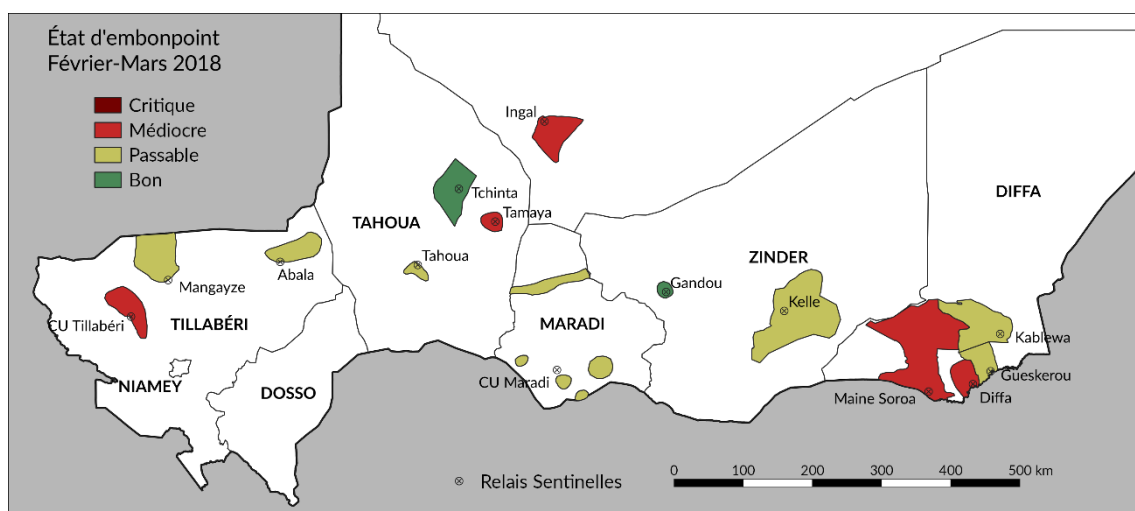 État d'embonpoint
Février-Mars 2018
Critique
Médiocre
Passable
Bon
Ingal
Tchinta
Tamaya
TAHOUA
Tahoua
DIFFA
Abala
Mangayze
CU Tillabéri
TILLABÉRI
ZINDER
Gandou
Kelle
MARADI
Kablewa
NIAMEY
DOSSO
CU Maradi
Gueskerou
Maine Soroa
Diffa
Relais Sentinelles
0 100 200 300 400 500 km